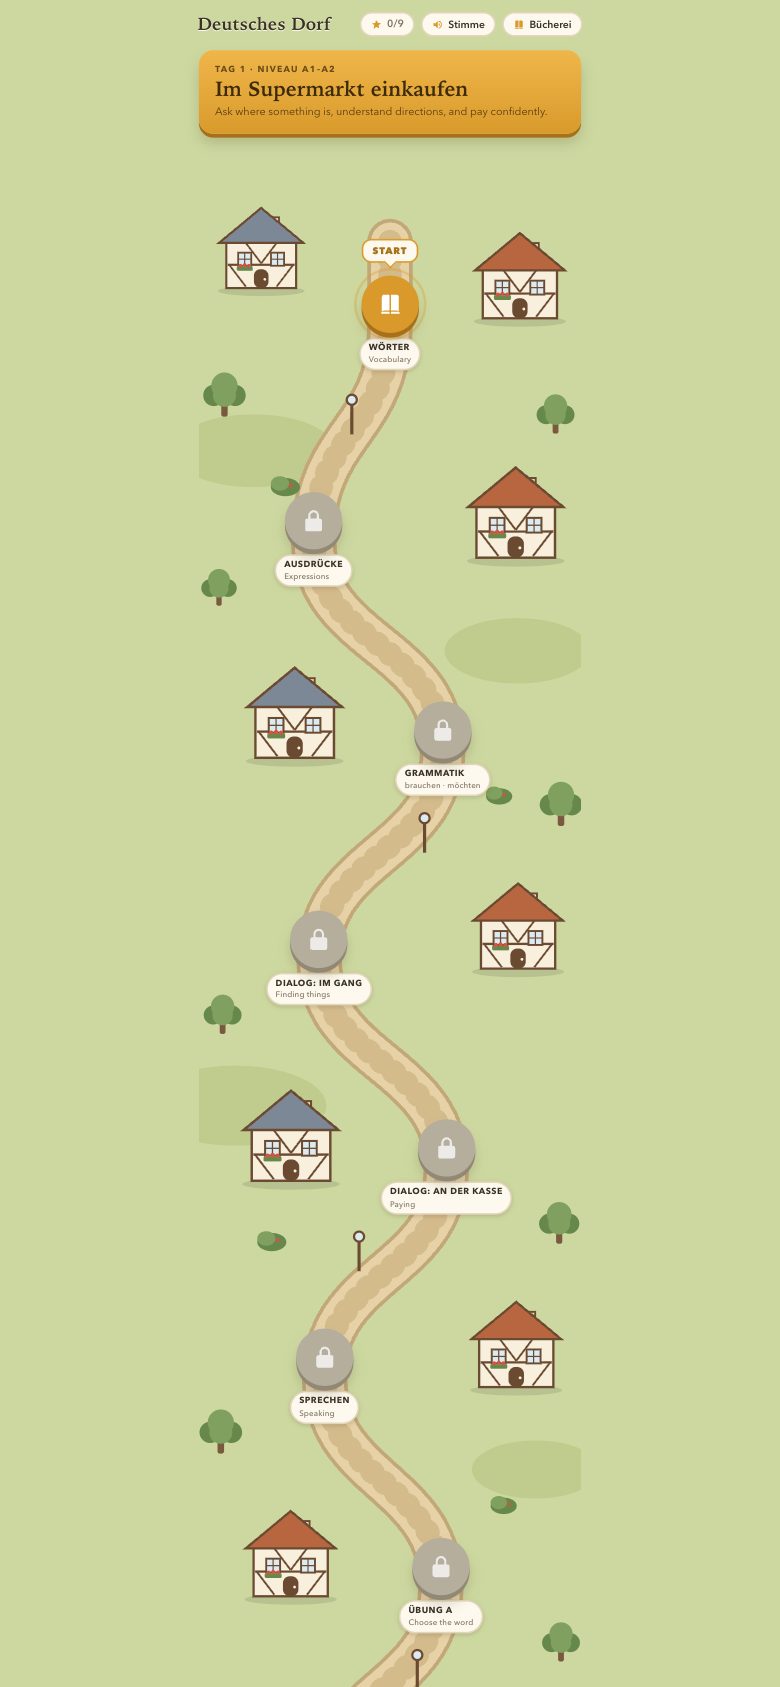 Deutsches Dorf
0/9
Stimme
Bücherei
TAG 1 · NIVEAU A1-A2
Im Supermarkt einkaufen
Ask where something is, understand directions, and pay confidently.
START
WÖRTER
Vocabulary
AUSDRÜCKE
Expressions
GRAMMATIK
brauchen · möchten
DIALOG: IM GANG
Finding things
DIALOG: AN DER KASSE
Paying
SPRECHEN
Speaking
ÜBUNG A
Choose the word